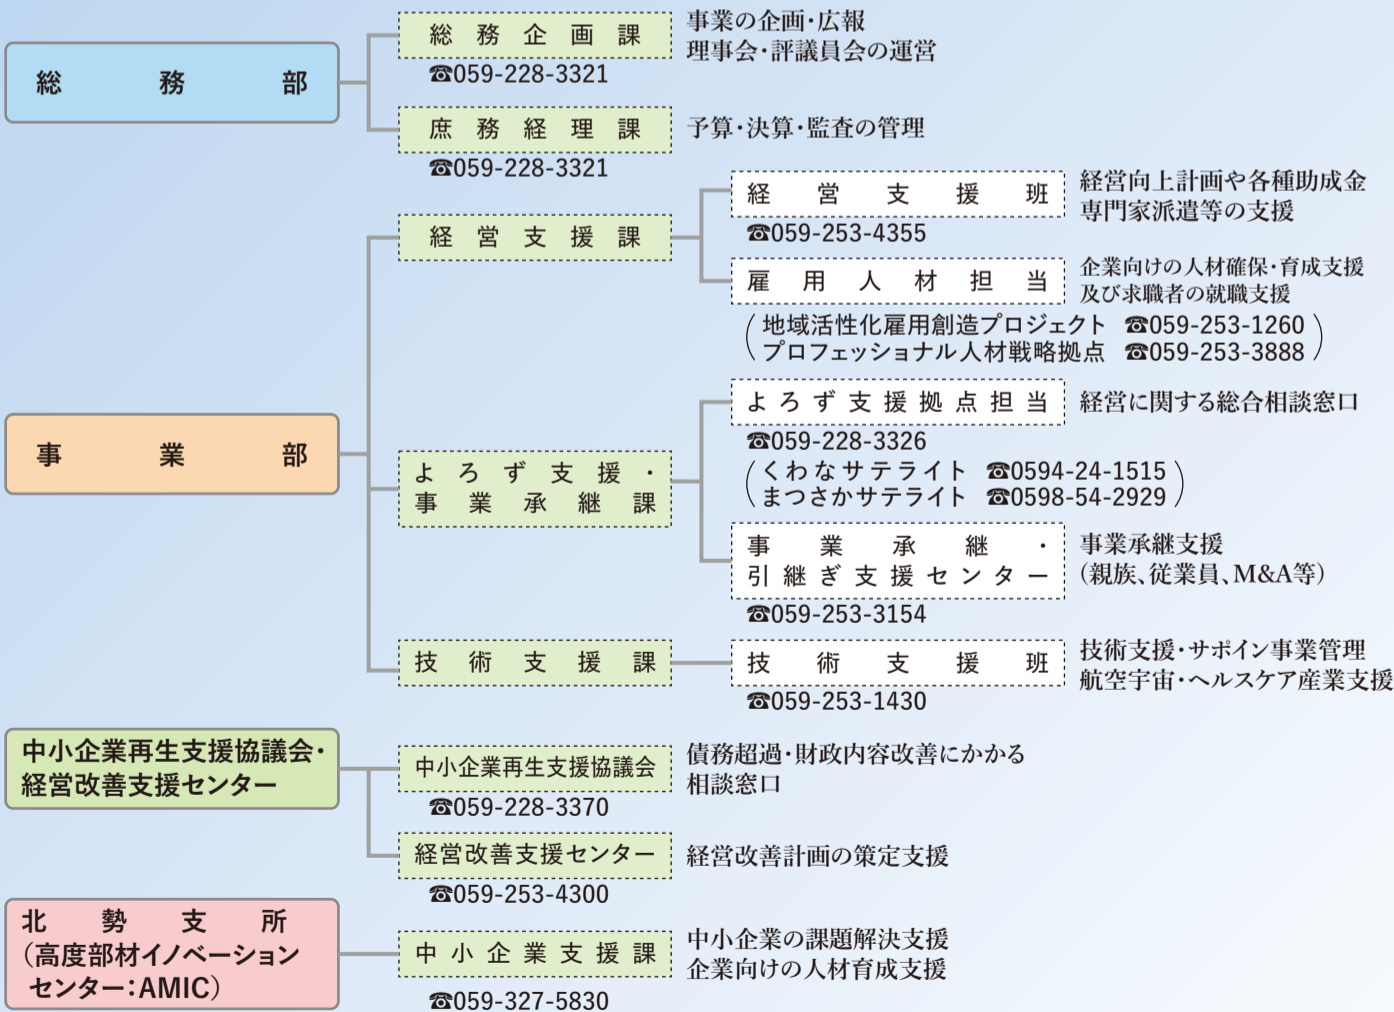 総務部
総務企画課
☎059-228-3321
事業の企画・広報
理事会・評議員会の運営
庶務経理課
☎059-228-3321
予算・決算・監査の管理
事業部
経営支援課
経営支援班
☎059-253-4355
経営向上計画や各種助成金
専門家派遣等の支援
雇用人材担当
企業向けの人材確保・育成支援
及び求職者の就職支援
(地域活性化雇用創造プロジェクト ☎059-253-1260
プロフェッショナル人材戦略拠点 ☎059-253-3888)
よろず支援・
事業承継課
よろず支援拠点担当
☎059-228-3326
経営に関する総合相談窓口
(くわなサテライト ☎0594-24-1515
まつさかサテライト ☎0598-54-2929)
事業承継・
引継ぎ支援センター
☎059-253-3154
事業承継支援
(親族、従業員、M&A等)
技術支援課
技術支援班
☎059-253-1430
技術支援・サポイン事業管理
航空宇宙・ヘルスケア産業支援
中小企業再生支援協議会・
経営改善支援センター
中小企業再生支援協議会
☎059-228-3370
債務超過・財政内容改善にかかる
相談窓口
経営改善支援センター
☎059-253-4300
経営改善計画の策定支援
北勢支所
(高度部材イノベーション
センター:AMIC)
中小企業支援課
☎059-327-5830
中小企業の課題解決支援
企業向けの人材育成支援